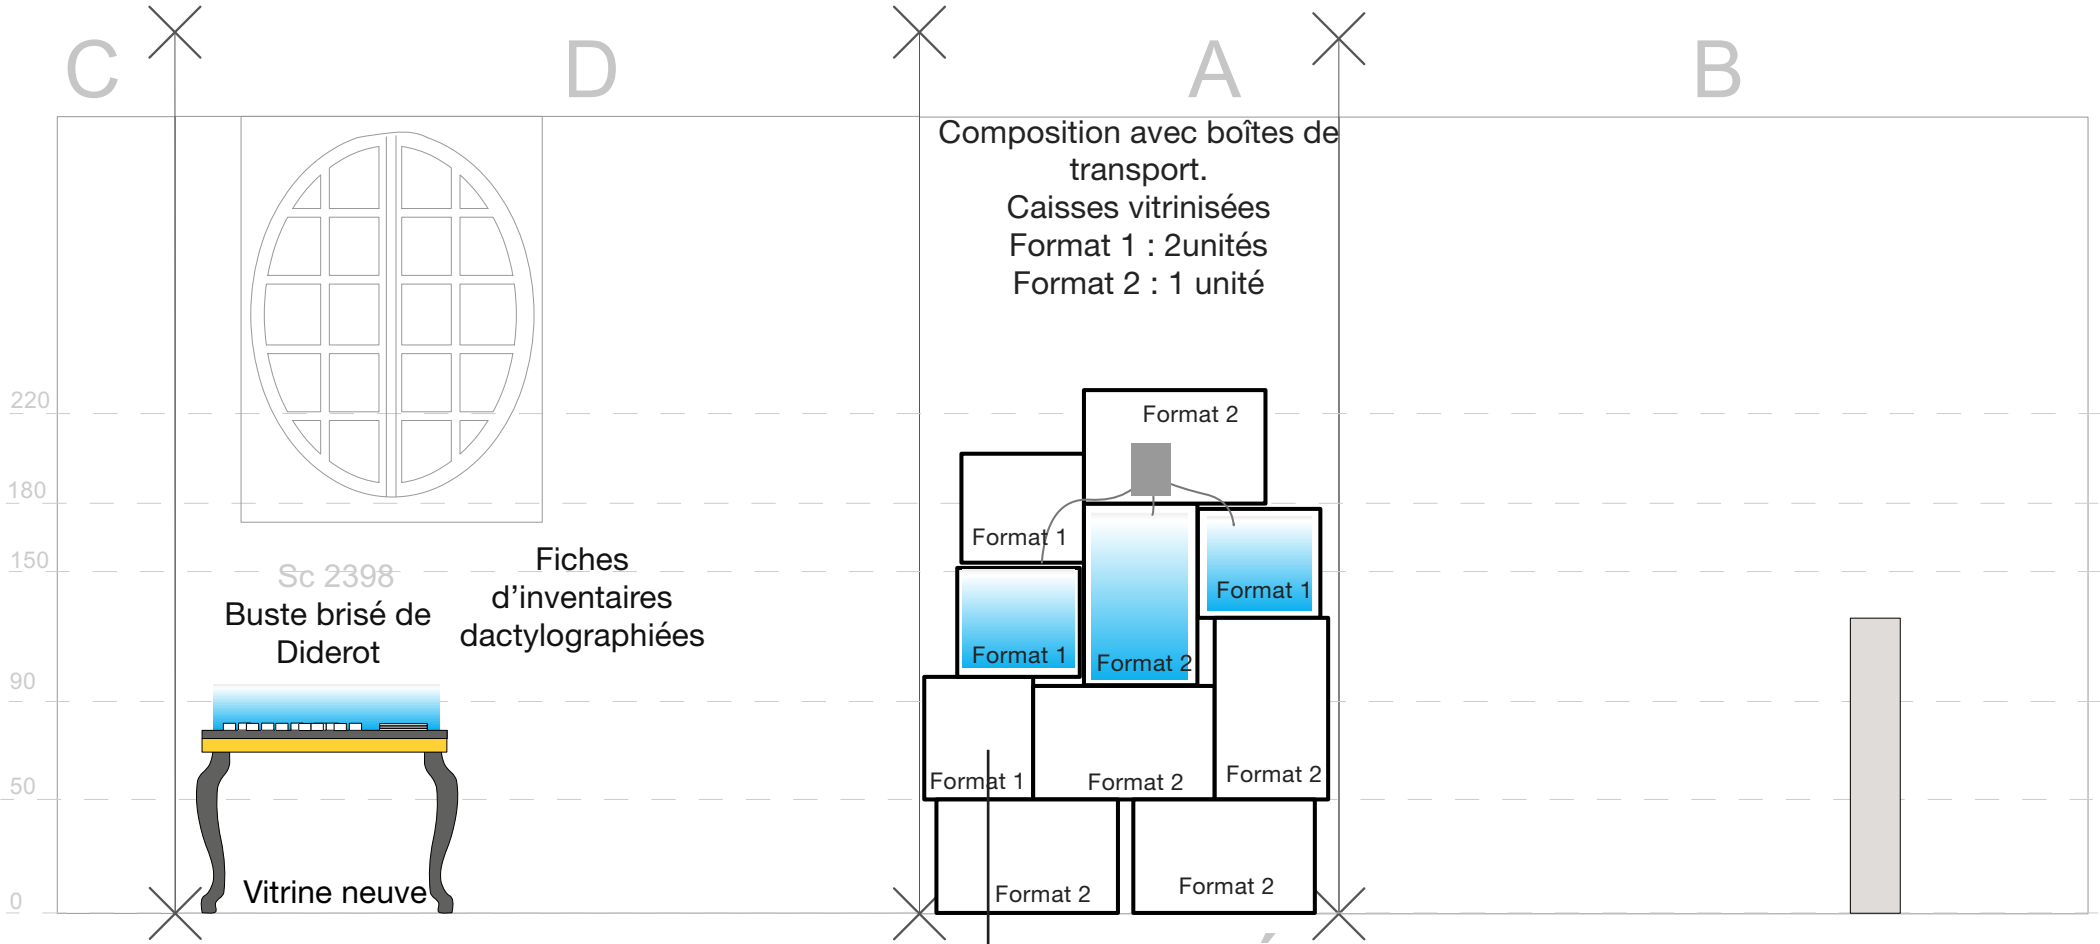 C
D
A
B
Composition avec boîtes de
transport.
Caisses vitrinisées
Format 1 : 2unités
Format 2 : 1 unité
220
180
150
90
50
0
Sc 2398
Buste brisé de
Diderot
Fiches
d’inventaires
dactylographiées
Vitrine neuve
Format 2
Format 1
Format 1
Format 1
Format 2
Format 1
Format 2
Format 2
Format 2
Format 2